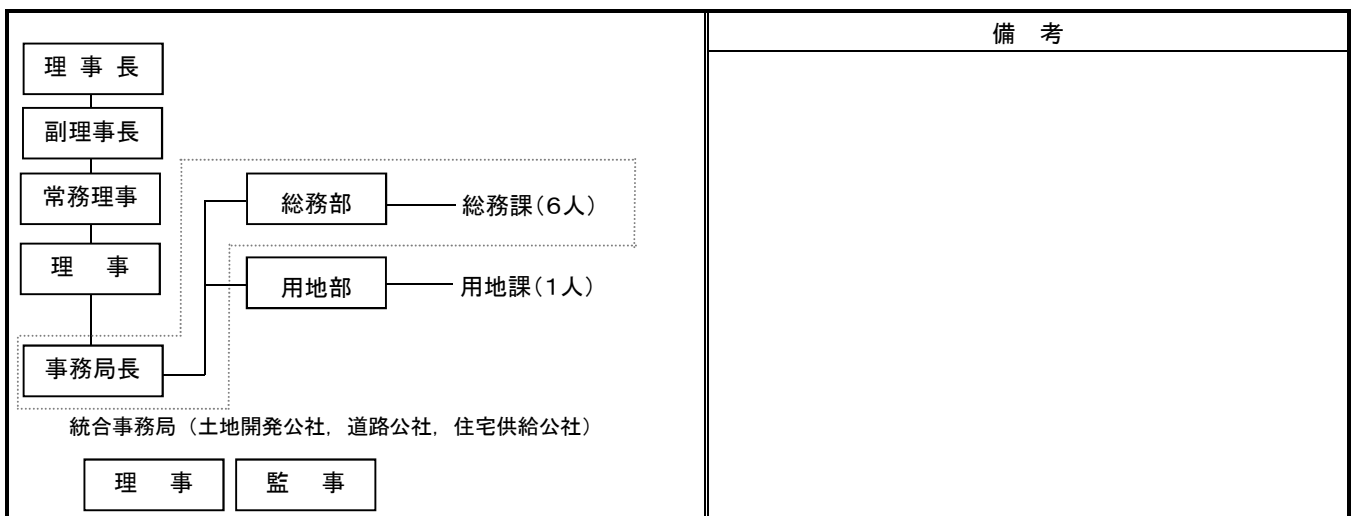 備 考
理 事 長
副理事長
常務理事
総務部
総務課(6人)
理 事
用地部
用地課(1人)
事務局長
統合事務局(土地開発公社, 道路公社, 住宅供給公社)
理 事
監 事